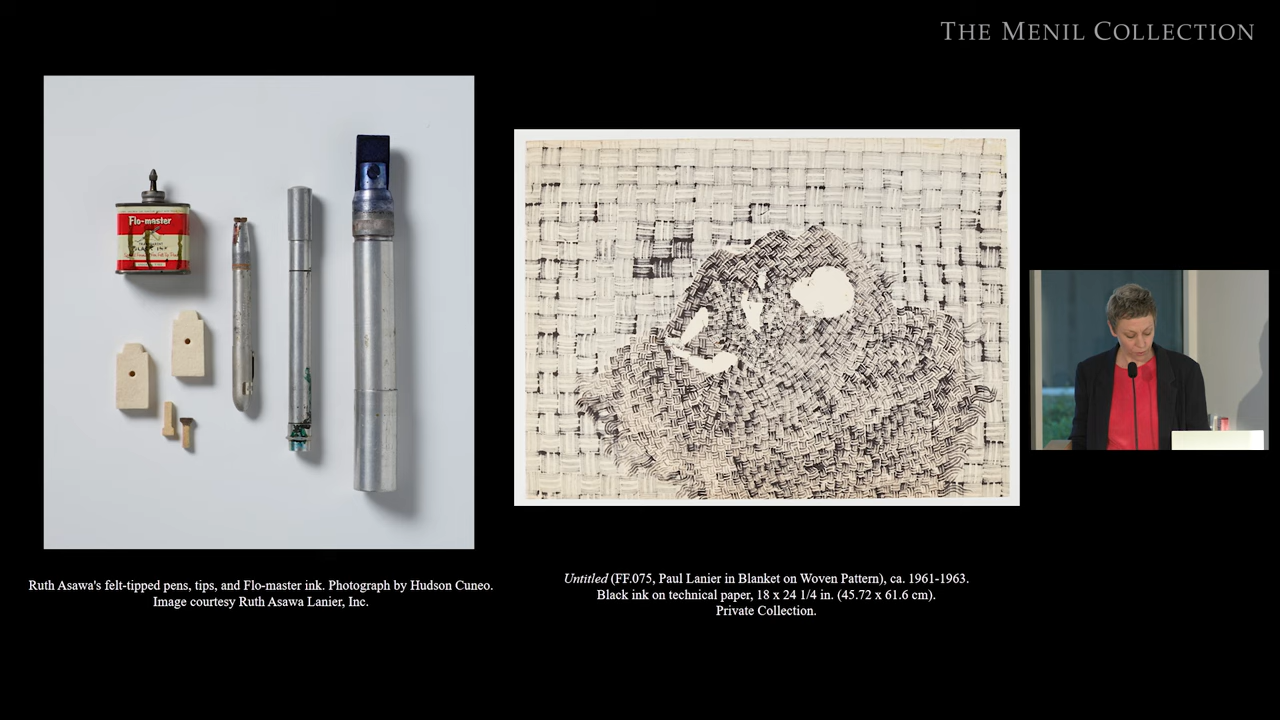 THE MENIL COLLECTION
Flo-master
Ruth Asawa's felt-tipped pens, tips, and Flo-master ink. Photograph by Hudson Cuneo.
Image courtesy Ruth Asawa Lanier, Inc.
Untitled (FF.075, Paul Lanier in Blanket on Woven Pattern), ca. 1961-1963.
Black ink on technical paper, 18 x 24 1/4 in. (45.72 x 61.6 cm).
Private Collection.